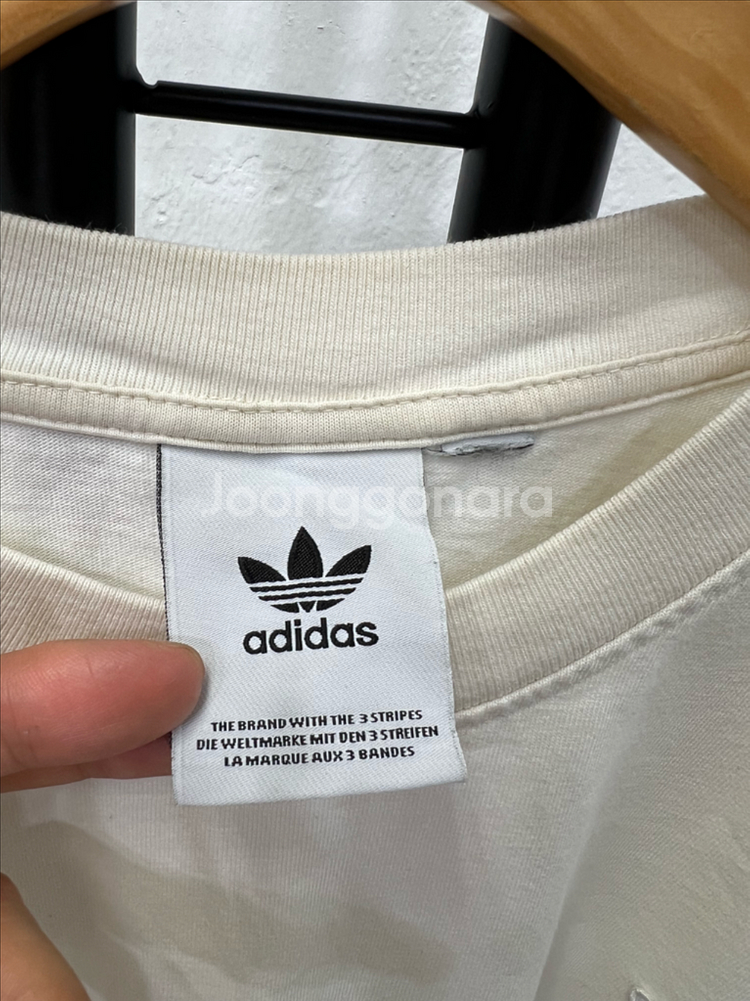 Joonggonara
adidas
THE BRAND WITH THE 3 STRIPES
DIE WELTMARKE MIT DEN 3 STREIFEN
LA MARQUE AUX 3 BANDES